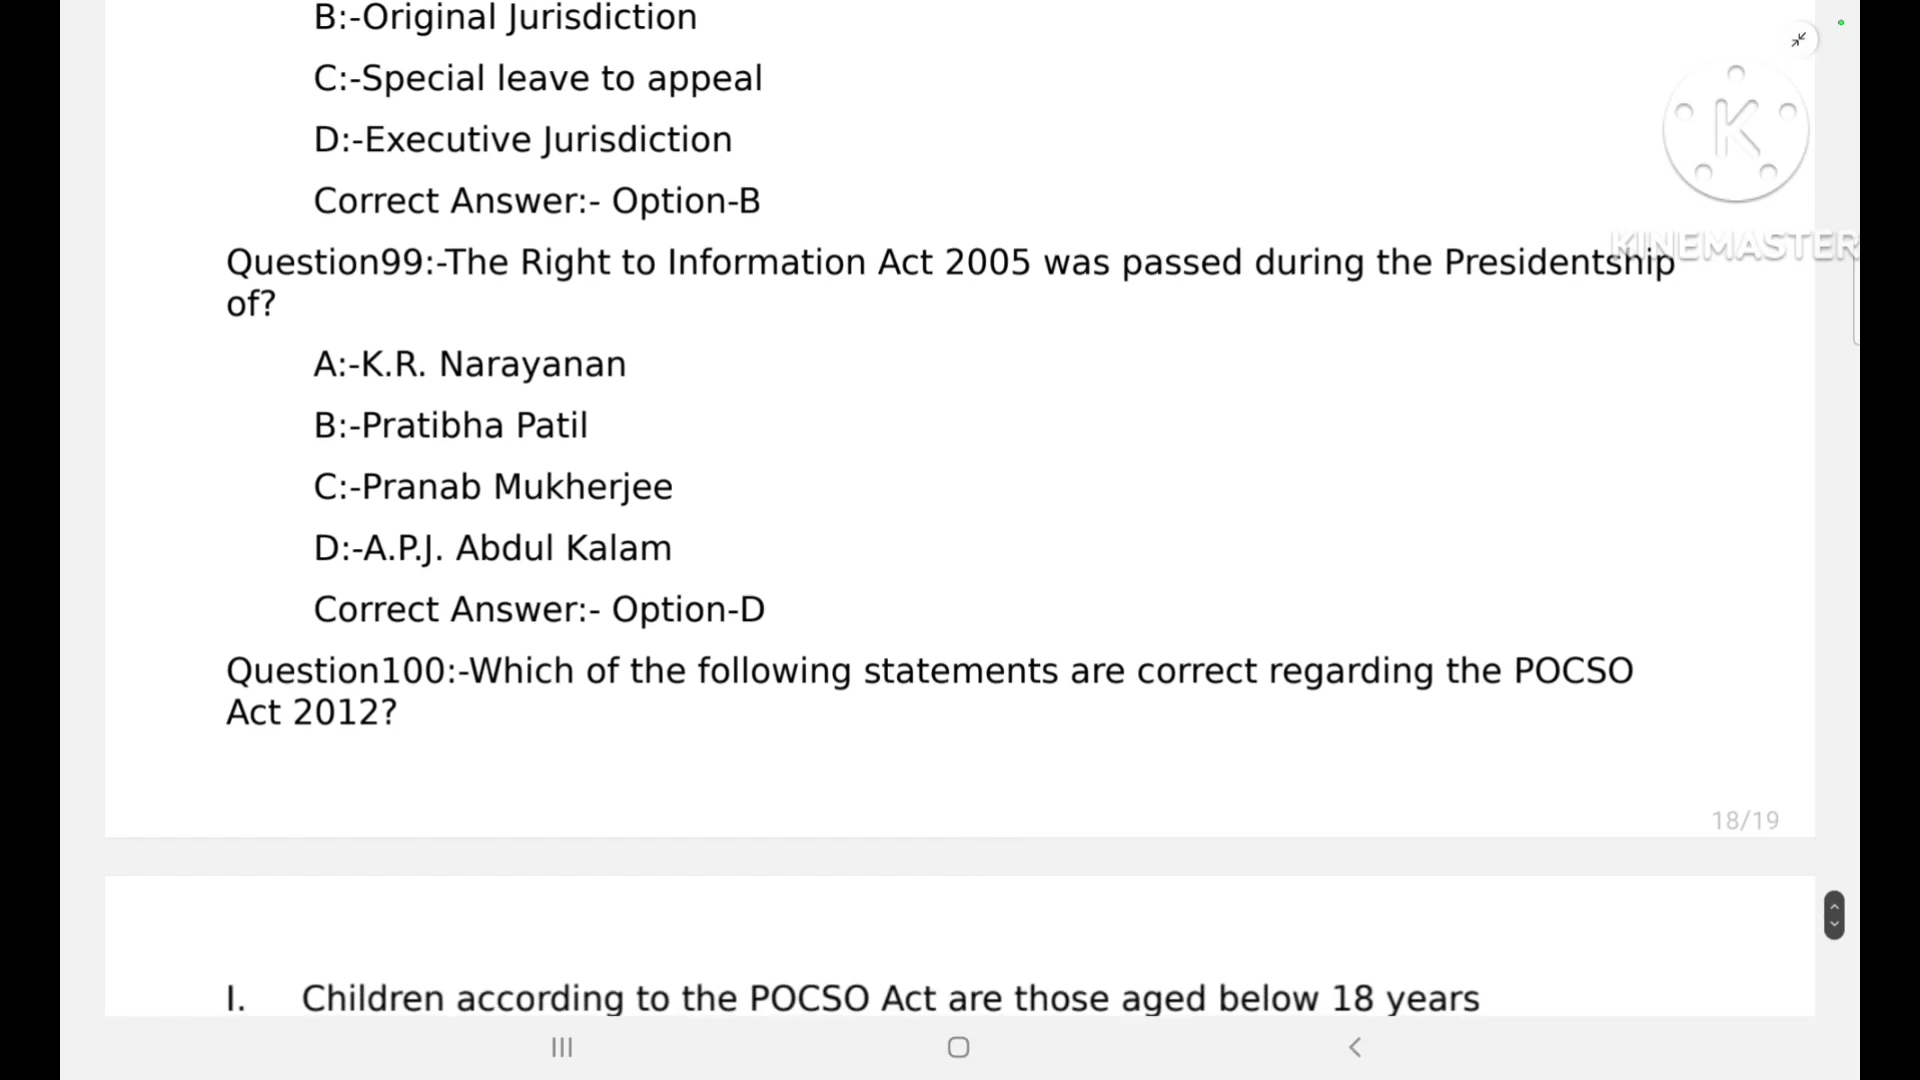 B:-Original Jurisdiction
C:-Special leave to appeal
D:-Executive Jurisdiction
Correct Answer:- Option-B
K
KINEMASTER
Question99:-The Right to Information Act 2005 was passed during the Presidentship
of?
A:-K.R. Narayanan
B:-Pratibha Patil
C:-Pranab Mukherjee
D:-A.P.J. Abdul Kalam
Correct Answer:- Option-D
Question100:-Which of the following statements are correct regarding the POCSO
Act 2012?
18/19
I. Children according to the POCSO Act are those aged below 18 years